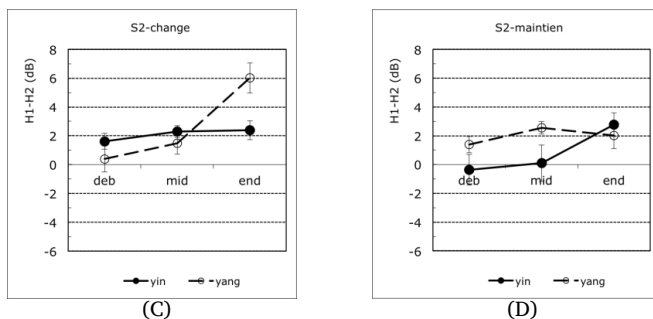 S2-change
H1-H2 (dB)
8
6
4
2
0
-2
-4
-6
deb mid end
yin yang
(C)
S2-maintien
H1-H2 (dB)
8
6
4
2
0
-2
-4
-6
deb mid end
yin yang
(D)